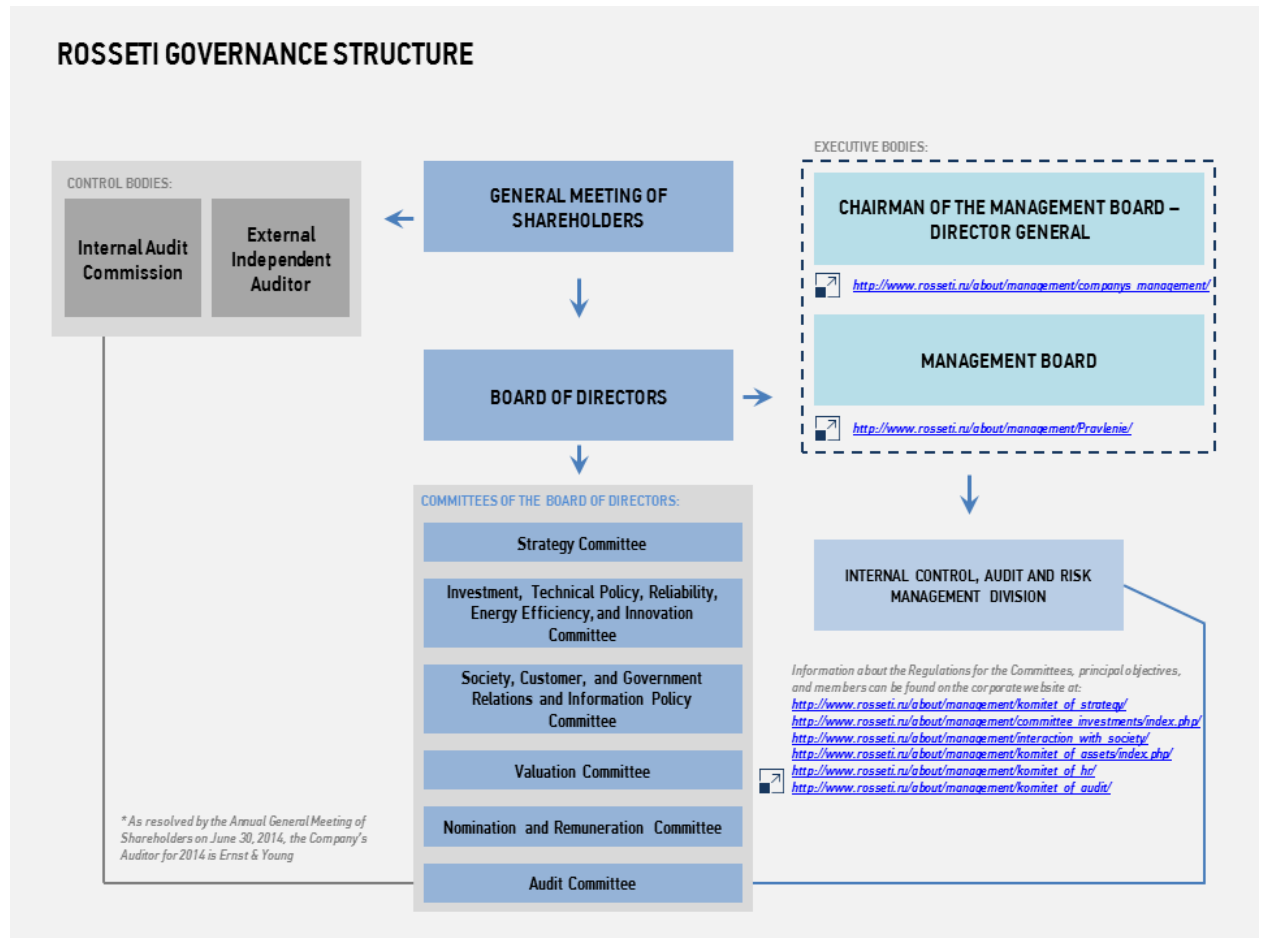 ROSSETI GOVERNANCE STRUCTURE
CONTROL BODIES:
Internal Audit
Commission
External
Independent
Auditor
GENERAL MEETING OF
SHAREHOLDERS
BOARD OF DIRECTORS
EXECUTIVE BODIES:
CHAIRMAN OF THE MANAGEMENT BOARD –
DIRECTOR GENERAL
http://www.rosseti.ru/about/management/companys_management/
MANAGEMENT BOARD
http://www.rosseti.ru/about/management/Pravlenie/
COMMITTEES OF THE BOARD OF DIRECTORS:
Strategy Committee
Investment, Technical Policy, Reliability,
Energy Efficiency, and Innovation
Committee
Society, Customer, and Government
Relations and Information Policy
Committee
Valuation Committee
Nomination and Remuneration Committee
Audit Committee
INTERNAL CONTROL, AUDIT AND RISK
MANAGEMENT DIVISION
Information about the Regulations for the Committees, principal objectives,
and members can be found on the corporate website at:
http://www.rosseti.ru/about/management/komitet_of_strategy/
http://www.rosseti.ru/about/management/committee_investments/index.php/
http://www.rosseti.ru/about/management/interaction_with_society/
http://www.rosseti.ru/about/management/komitet_of_assets/index.php/
http://www.rosseti.ru/about/management/komitet_of_hr/
http://www.rosseti.ru/about/management/komitet_of_audit/
* As resolved by the Annual General Meeting of
Shareholders on June 30, 2014, the Company's
Auditor for 2014 is Ernst & Young